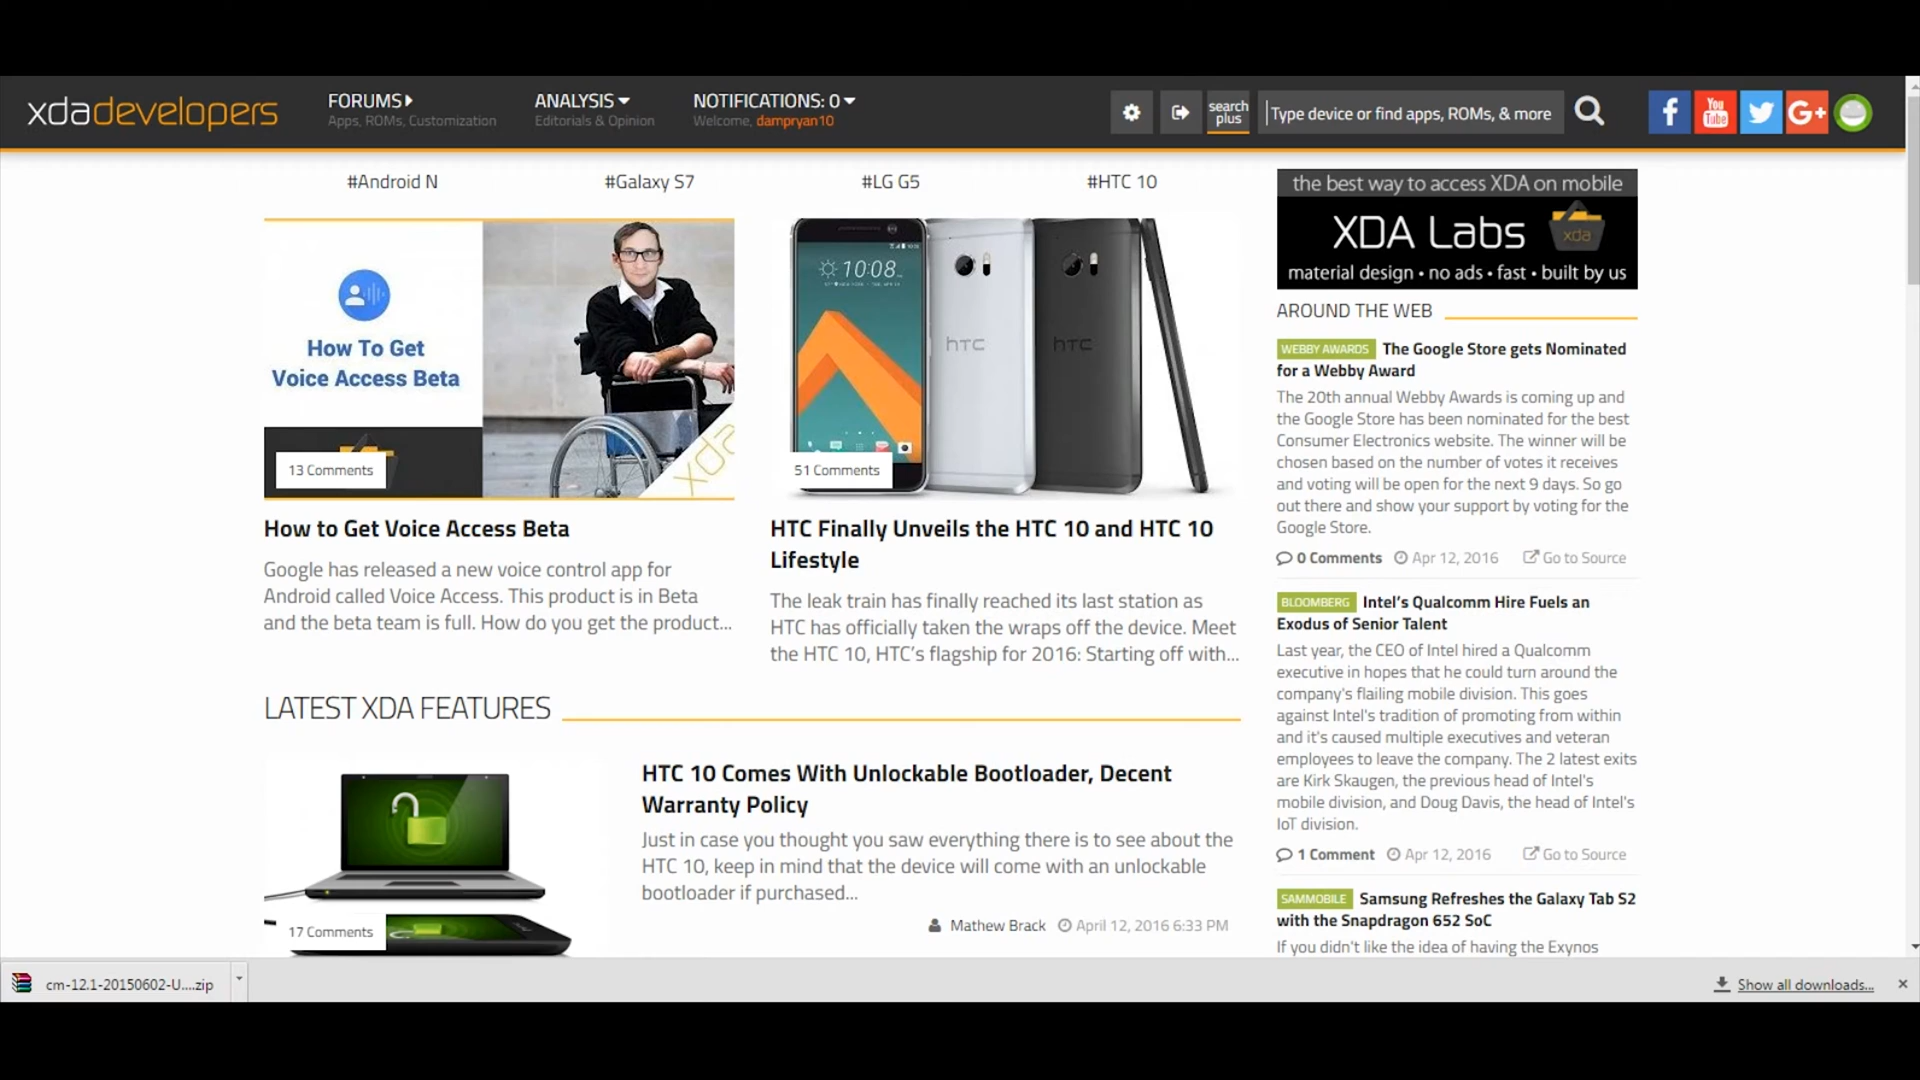 xdadevelopers
FORUMS
Apps, ROMs, Customization
ANALYSIS
Editorials & Opinion
NOTIFICATIONS: 0
Welcome, dampryan10
search
plus
Type device or find apps, ROMs, & more
f
You
Tube
G+
#Android N
#Galaxy S7
#LG G5
#HTC 10
How To Get
Voice Access Beta
xda
13 Comments
10:08
htc
htc
51 Comments
How to Get Voice Access Beta
Google has released a new voice control app for
Android called Voice Access. This product is in Beta
and the beta team is full. How do you get the product...
HTC Finally Unveils the HTC 10 and HTC 10
Lifestyle
The leak train has finally reached its last station as
HTC has officially taken the wraps off the device. Meet
the HTC 10, HTC's flagship for 2016: Starting off with...
LATEST XDA FEATURES
17 Comments
HTC 10 Comes With Unlockable Bootloader, Decent
Warranty Policy
Just in case you thought you saw everything there is to see about the
HTC 10, keep in mind that the device will come with an unlockable
bootloader if purchased...
Mathew Brack April 12, 2016 6:33 PM
the best way to access XDA on mobile
XDA Labs
xda
material design • no ads • fast • built by us
AROUND THE WEB
WEBBY AWARDS The Google Store gets Nominated
for a Webby Award
The 20th annual Webby Awards is coming up and
the Google Store has been nominated for the best
Consumer Electronics website. The winner will be
chosen based on the number of votes it receives
and voting will be open for the next 9 days. So go
out there and show your support by voting for the
Google Store.
0 Comments Apr 12, 2016 Go to Source
BLOOMBERG Intel's Qualcomm Hire Fuels an
Exodus of Senior Talent
Last year, the CEO of Intel hired a Qualcomm
executive in hopes that he could turn around the
company's flailing mobile division. This goes
against Intel's tradition of promoting from within
and it's caused multiple executives and veteran
employees to leave the company. The 2 latest exits
are Kirk Skaugen, the previous head of Intel's
mobile division, and Doug Davis, the head of Intel's
IoT division.
1 Comment Apr 12, 2016 Go to Source
SAMMOBILE Samsung Refreshes the Galaxy Tab S2
with the Snapdragon 652 SoC
If you didn't like the idea of having the Exynos
cm-12.1-20150602-U....zip
Show all downloads...